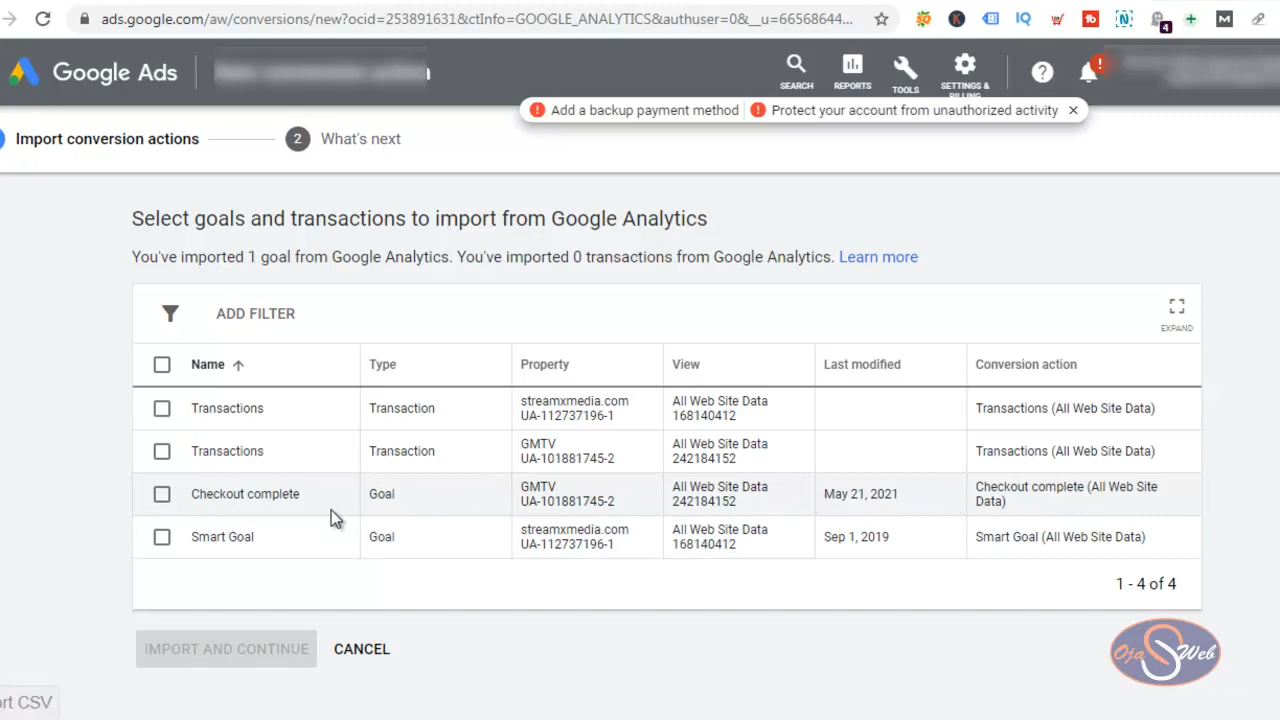 ads.google.com/aw/conversions/new?ocid=253891631&ctInfo=GOOGLE_ANALYTICS&authuser=0&__u=66568644...
4
Google Ads
SEARCH
REPORTS
TOOLS
SETTINGS &
BILLING
?
!
! Add a backup payment method
! Protect your account from unauthorized activity ×
Import conversion actions
2 What's next
Select goals and transactions to import from Google Analytics
You've imported 1 goal from Google Analytics. You've imported 0 transactions from Google Analytics. Learn more
ADD FILTER
EXPAND
Name Type Property View Last modified Conversion action
Transactions Transaction streamxmedia.com All Web Site Data Transactions (All Web Site Data)
UA-112737196-1 168140412
Transactions Transaction GMTV All Web Site Data Transactions (All Web Site Data)
UA-101881745-2 242184152
Checkout complete Goal GMTV All Web Site Data May 21, 2021 Checkout complete (All Web Site
UA-101881745-2 242184152 Data)
Smart Goal Goal streamxmedia.com All Web Site Data Sep 1, 2019 Smart Goal (All Web Site Data)
UA-112737196-1 168140412
1 - 4 of 4
IMPORT AND CONTINUE CANCEL
Ojas Web
ort CSV